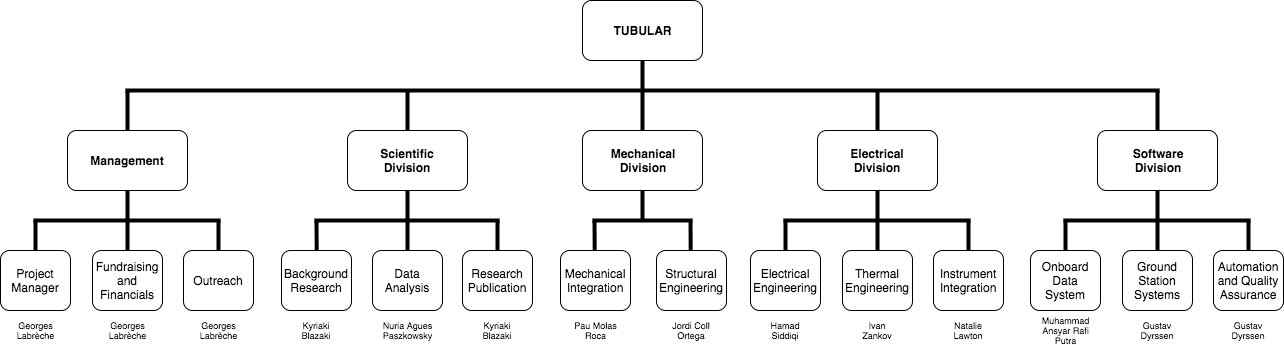 TUBULAR
Management
Scientific
Division
Mechanical
Division
Electrical
Division
Software
Division
Project
Manager
Fundraising
and
Financials
Outreach
Background
Research
Data
Analysis
Research
Publication
Mechanical
Integration
Structural
Engineering
Electrical
Engineering
Thermal
Engineering
Instrument
Integration
Onboard
Data
System
Ground
Station
Systems
Automation
and Quality
Assurance
Georges
Labrèche
Georges
Labrèche
Georges
Labrèche
Kyriaki
Blazaki
Nuria Agues
Paszkowsky
Kyriaki
Blazaki
Pau Molas
Roca
Jordi Coll
Ortega
Hamad
Siddiqi
Ivan
Zankov
Natalie
Lawton
Muhammad
Ansyar Rafi
Putra
Gustav
Dyrssen
Gustav
Dyrssen